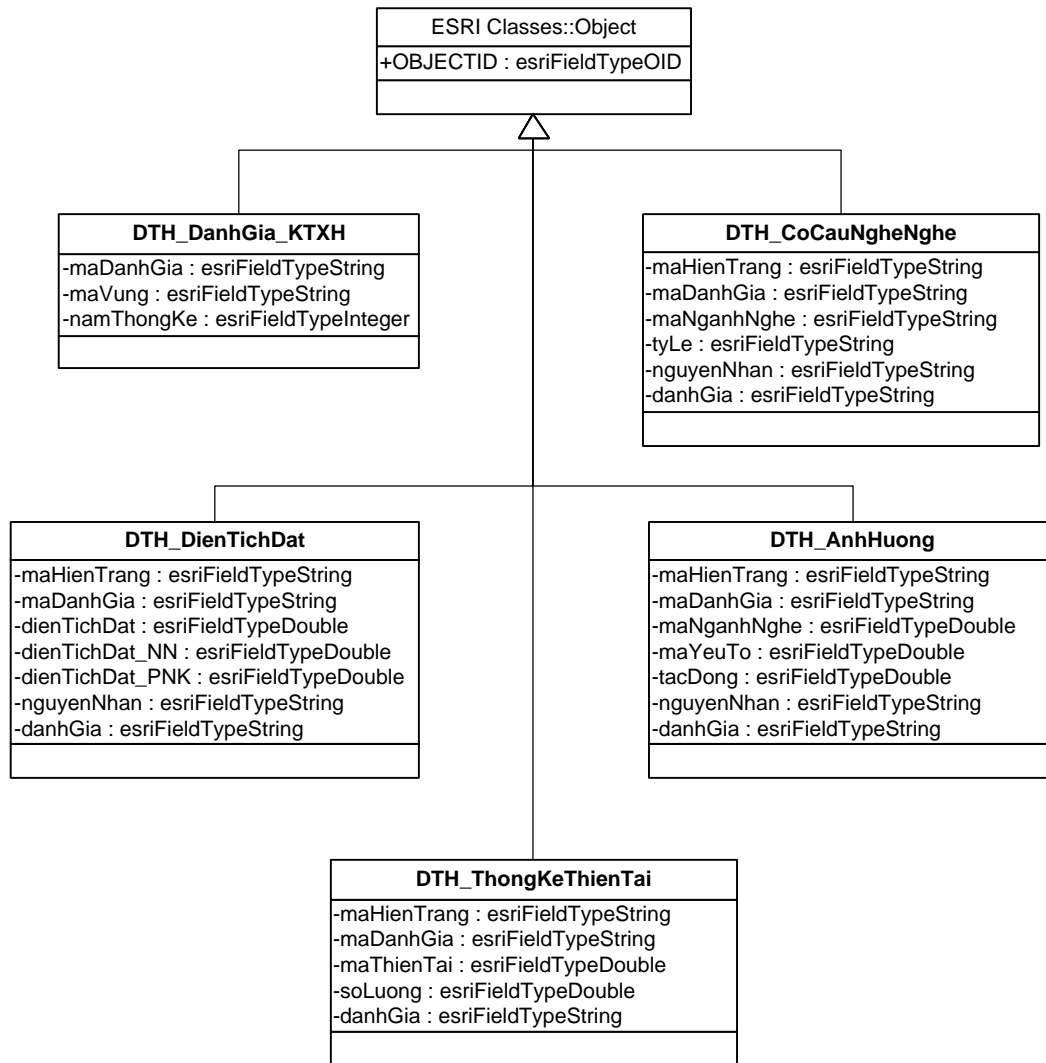 ESRI Classes::Object
+OBJECTID : esriFieldTypeOID
DTH_DanhGia_KTXH
-maDanhGia : esriFieldTypeString
-maVung : esriFieldTypeString
-namThongKe : esriFieldTypeInteger
DTH_CoCauNgheNghe
-maHienTrang : esriFieldTypeString
-maDanhGia : esriFieldTypeString
-maNganhNghe : esriFieldTypeString
-tyLe : esriFieldTypeString
-nguyenNhan : esriFieldTypeString
-danhGia : esriFieldTypeString
DTH_DienTichDat
-maHienTrang : esriFieldTypeString
-maDanhGia : esriFieldTypeString
-dienTichDat : esriFieldTypeDouble
-dienTichDat_NN : esriFieldTypeDouble
-dienTichDat_PNK : esriFieldTypeDouble
-nguyenNhan : esriFieldTypeString
-danhGia : esriFieldTypeString
DTH_AnhHuong
-maHienTrang : esriFieldTypeString
-maDanhGia : esriFieldTypeString
-maNganhNghe : esriFieldTypeDouble
-maYeuTo : esriFieldTypeDouble
-tacDong : esriFieldTypeDouble
-nguyenNhan : esriFieldTypeString
-danhGia : esriFieldTypeString
DTH_ThongKeThienTai
-maHienTrang : esriFieldTypeString
-maDanhGia : esriFieldTypeString
-maThienTai : esriFieldTypeDouble
-soLuong : esriFieldTypeDouble
-danhGia : esriFieldTypeString